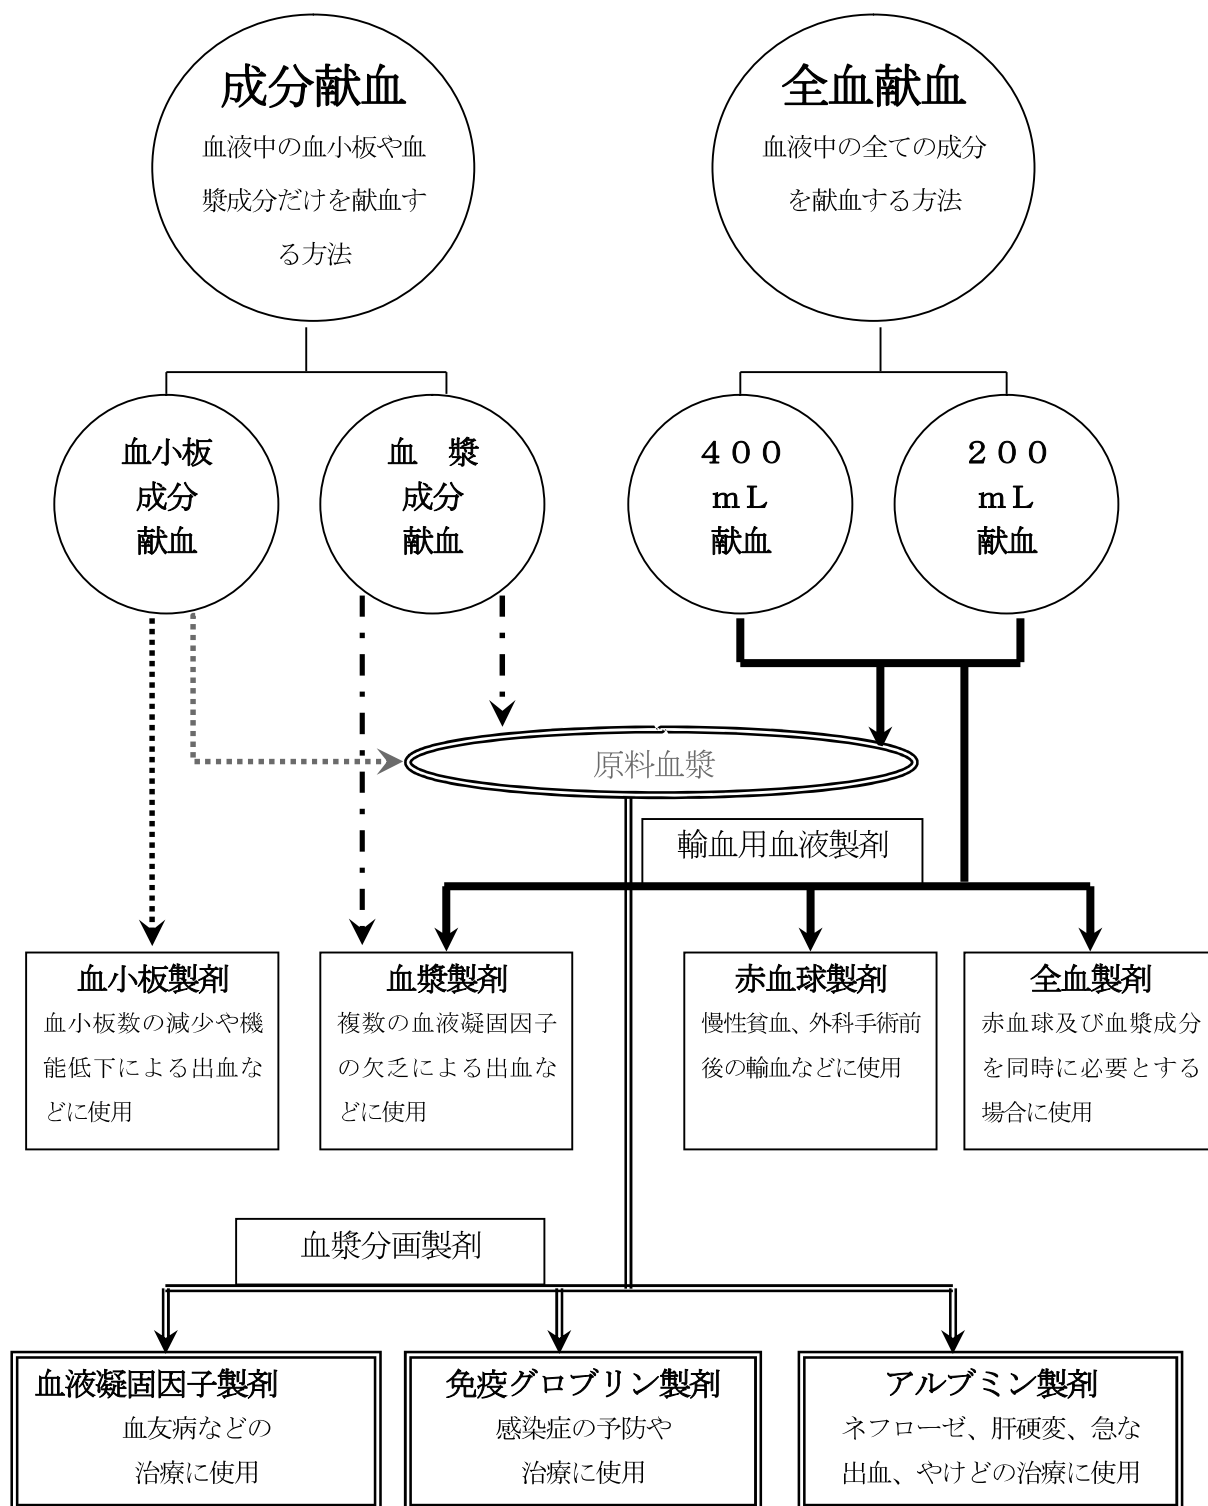 成分献血
血液中の血小板や血
漿成分だけを献血す
る方法
全血献血
血液中の全ての成分
を献血する方法
血小板
成分
献血
血　漿
成分
献血
４００
ｍＬ
献血
２００
ｍＬ
献血
原料血漿
輸血用血液製剤
血小板製剤
血小板数の減少や機
能低下による出血な
どに使用
血漿製剤
複数の血液凝固因子
の欠乏による出血な
どに使用
赤血球製剤
慢性貧血、外科手術前
後の輸血などに使用
全血製剤
赤血球及び血漿成分
を同時に必要とする
場合に使用
血漿分画製剤
血液凝固因子製剤
血友病などの
治療に使用
免疫グロブリン製剤
感染症の予防や
治療に使用
アルブミン製剤
ネフローゼ、肝硬変、急な
出血、やけどの治療に使用